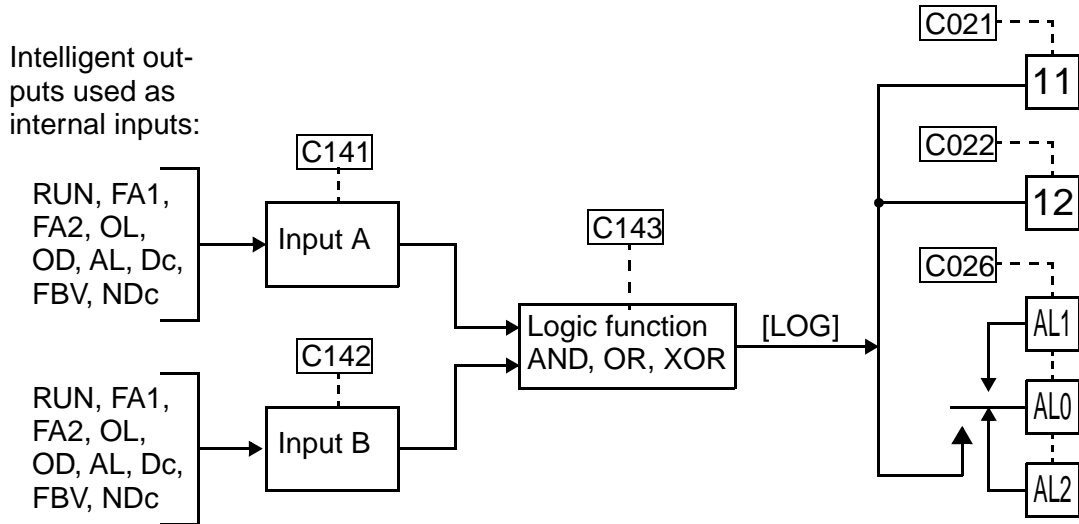 Intelligent out-
puts used as
internal inputs:
RUN, FA1,
FA2, OL,
OD, AL, Dc,
FBV, NDc
C141
Input A
RUN, FA1,
FA2, OL,
OD, AL, Dc,
FBV, NDc
C142
Input B
C143
Logic function
AND, OR, XOR
[LOG]
C021
11
C022
12
C026
AL1
AL0
AL2